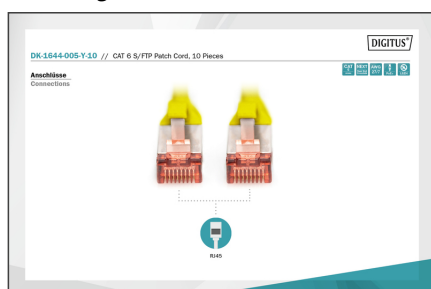 DIGITUS®
DK-1644-005-Y-10 // CAT 6 S/FTP Patch Cord, 10 Pieces
Anschlüsse
Connections
RJ45